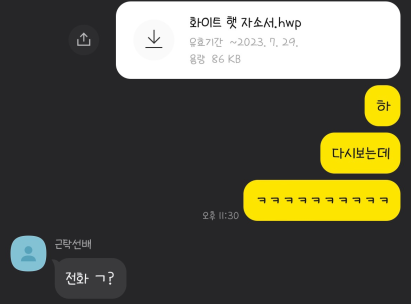 화이트 햇 자소서.hwp
유효기간 ~2023. 7. 29.
용량 86 KB
하
다시보는데
ㅋㅋㅋㅋㅋㅋㅋㅋㅋㅋ
오후 11:30
근탁선배
전화 ㄱ?